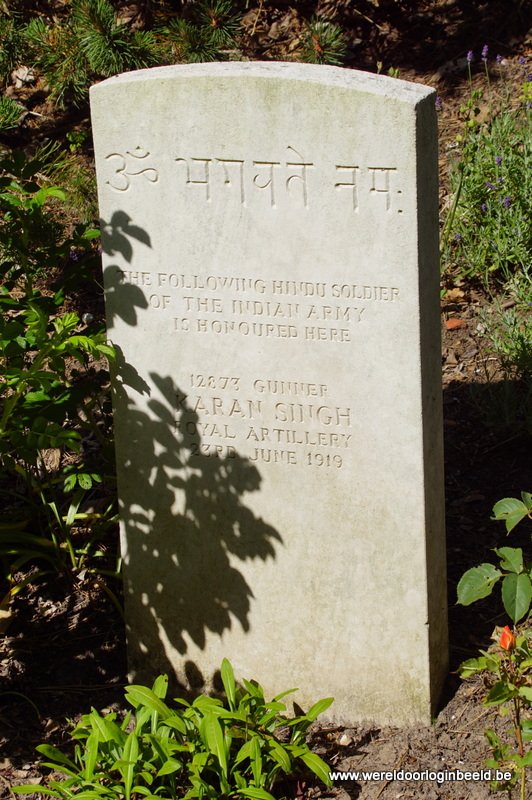 ॐ भगवते नमः
THE FOLLOWING HINDU SOLDIER
OF THE INDIAN ARMY
IS HONOURED HERE
12873 GUNNER
KARAN SINGH
ROYAL ARTILLERY
23RD JUNE 1919
www.wereldoorloginbeeld.be